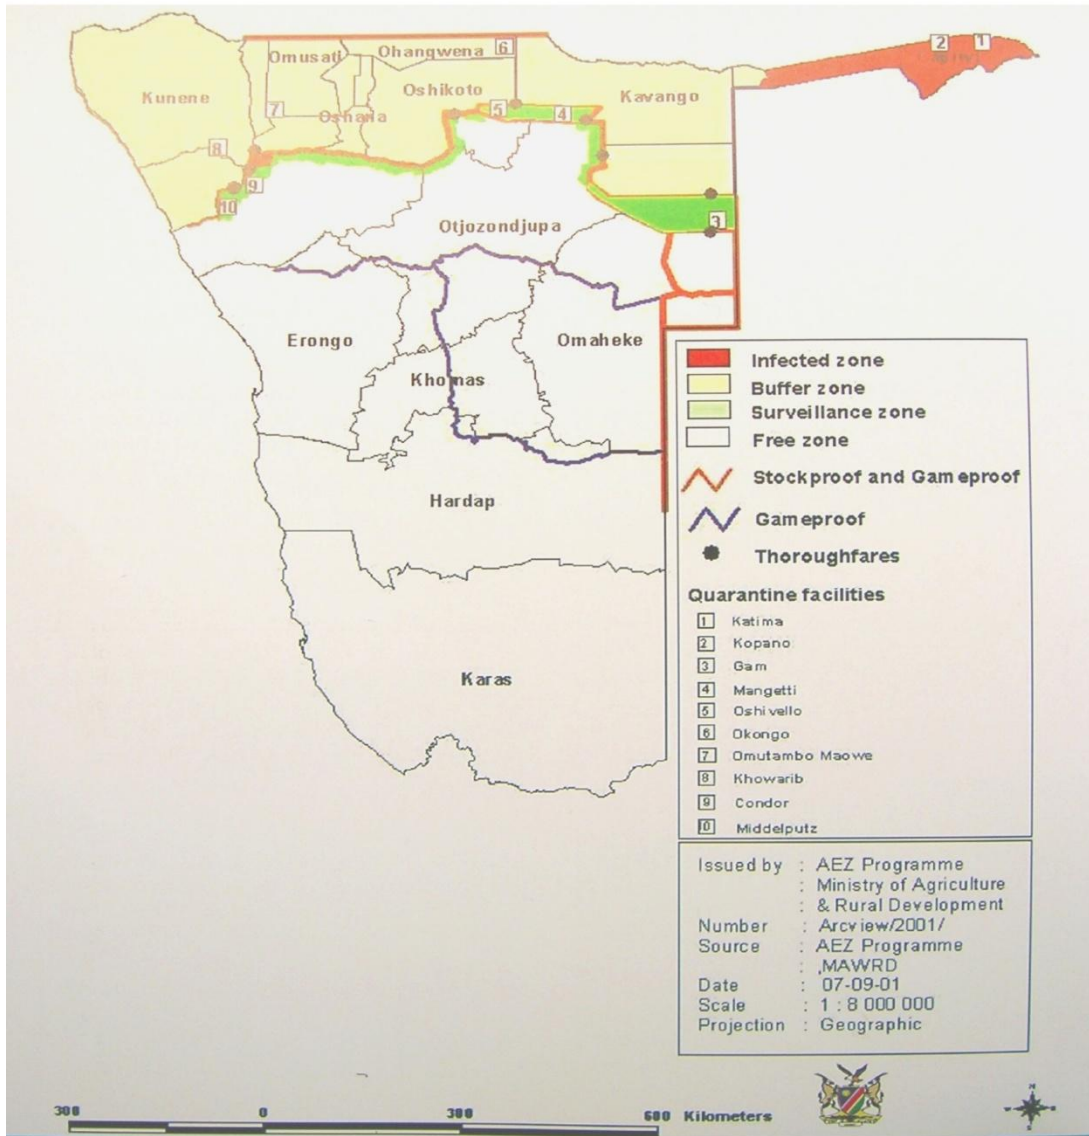 6
2
1
Omusati
Ohangwena
Oshikoto
Kavango
Kunene
7
Oshana
5
4
8
9
10
3
Otjozondjupa
Erongo
Omaheke
Khomas
Hardap
Karas
Infected zone
Buffer zone
Surveillance zone
Free zone
Stockproof and Gameproof
Gameproof
Thoroughfares
Quarantine facilities
1 Katima
2 Kopano
3 Gam
4 Mangetti
5 Oshivello
6 Okongo
7 Omutambo Maowe
8 Khowarib
9 Condor
10 Middelputz
Issued by : AEZ Programme
: Ministry of Agriculture
: & Rural Development
Number : Arcview/2001/
Source : AEZ Programme
: ,MAWRD
Date : 07-09-01
Scale : 1 : 8 000 000
Projection : Geographic
300 0 300 600 Kilometers
N
S